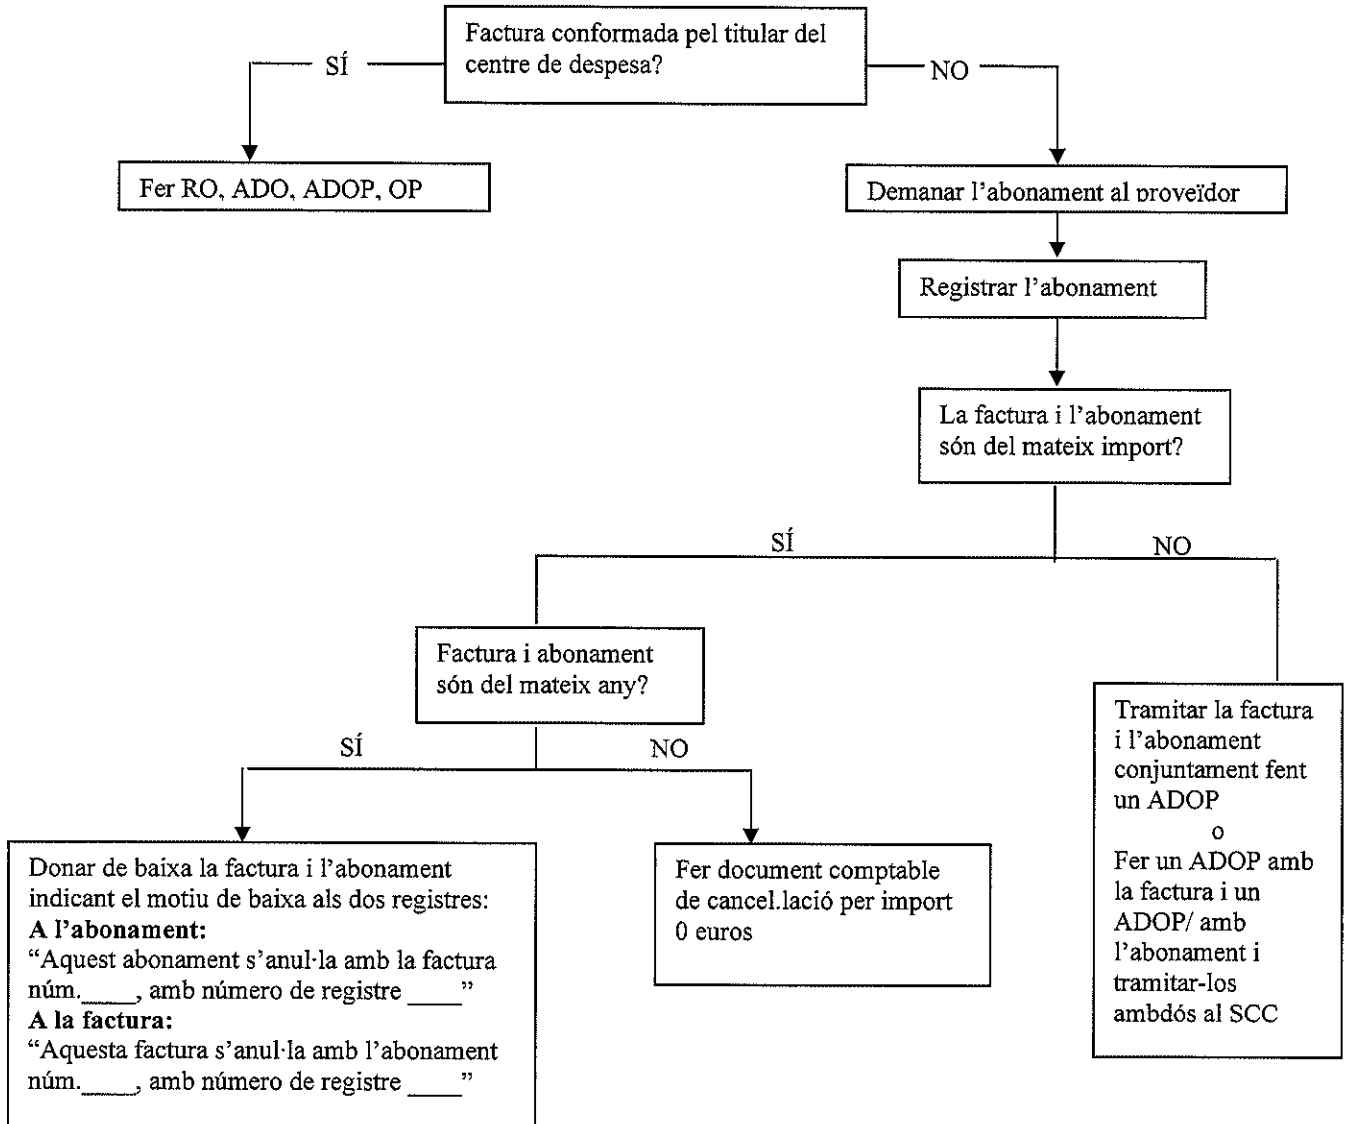 Factura conformada pel titular del
centre de despesa?
SÍ
NO
Fer RO, ADO, ADOP, OP
Demanar l’abonament al proveïdor
Registrar l’abonament
La factura i l’abonament
són del mateix import?
SÍ
NO
Factura i abonament
són del mateix any?
SÍ
NO
Tramitar la factura
i l’abonament
conjuntament fent
un ADOP
o
Fer un ADOP amb
la factura i un
ADOP/ amb
l’abonament i
tramitar-los
ambdós al SCC
Donar de baixa la factura i l’abonament
indicant el motiu de baixa als dos registres:
A l’abonament:
“Aquest abonament s’anul·la amb la factura
núm.____, amb número de registre ____”
A la factura:
“Aquesta factura s’anul·la amb l’abonament
núm.____, amb número de registre ____”
Fer document comptable
de cancel.lació per import
0 euros